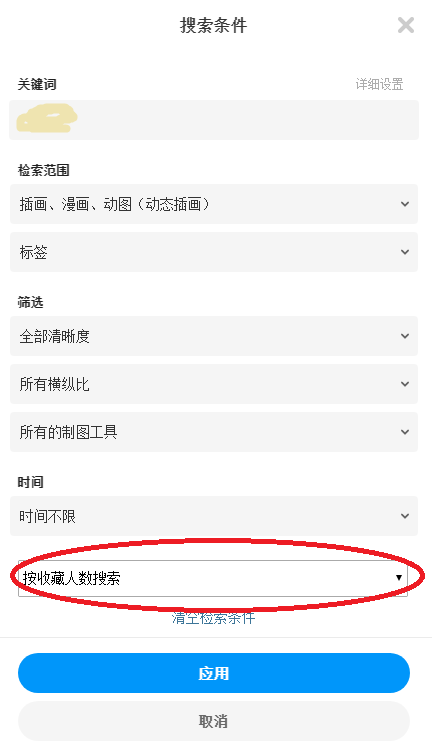 搜索条件
关键词 详细设置
检索范围
插画、漫画、动图（动态插画）
标签
筛选
全部清晰度
所有横纵比
所有的制图工具
时间
时间不限
按收藏人数搜索
清空检索条件
应用
取消